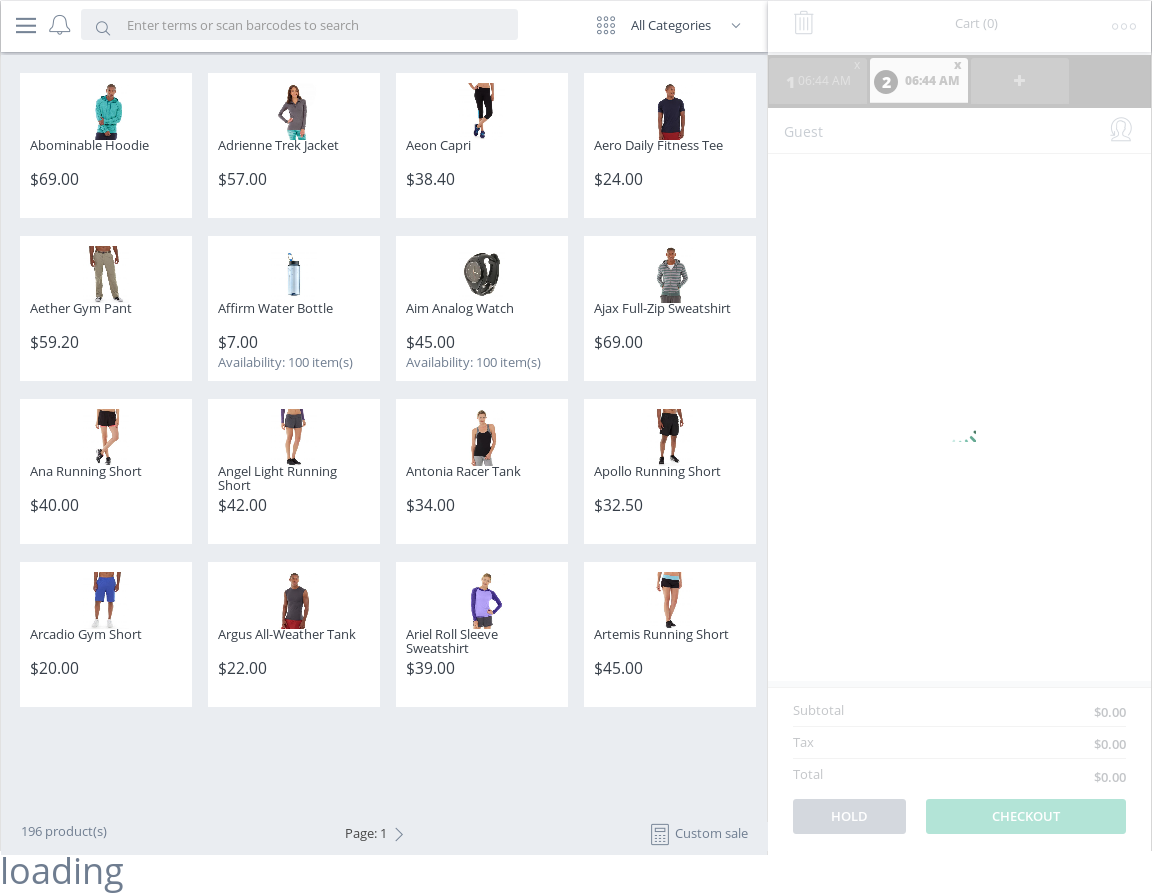 Enter terms or scan barcodes to search
All Categories
Cart (0)
x
1 06:44 AM
x
2 06:44 AM
+
Guest
Abominable Hoodie
$69.00
Adrienne Trek Jacket
$57.00
Aeon Capri
$38.40
Aero Daily Fitness Tee
$24.00
Aether Gym Pant
$59.20
Affirm Water Bottle
$7.00
Availability: 100 item(s)
Aim Analog Watch
$45.00
Availability: 100 item(s)
Ajax Full-Zip Sweatshirt
$69.00
Ana Running Short
$40.00
Angel Light Running
Short
$42.00
Antonia Racer Tank
$34.00
Apollo Running Short
$32.50
Arcadio Gym Short
$20.00
Argus All-Weather Tank
$22.00
Ariel Roll Sleeve
Sweatshirt
$39.00
Artemis Running Short
$45.00
Subtotal $0.00
Tax $0.00
Total $0.00
HOLD
CHECKOUT
196 product(s)
Page: 1
Custom sale
loading